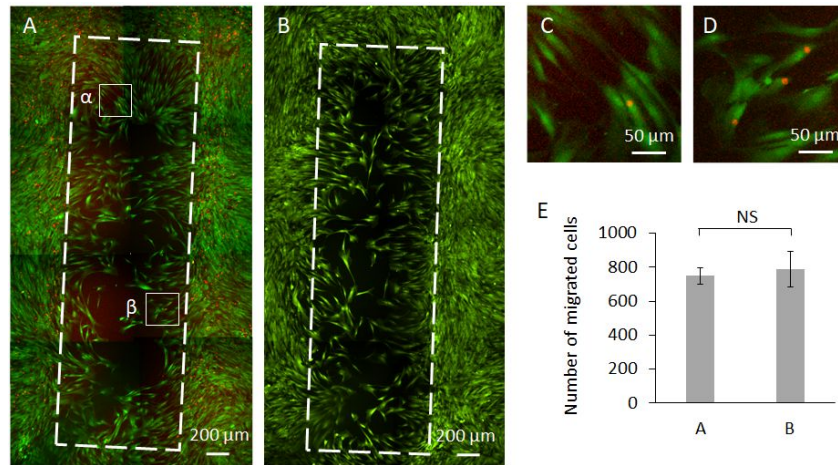 A
α
β
200 µm
B
200 µm
C
50 µm
D
50 µm
E
NS
Number of migrated cells
1000
800
600
400
200
0
A
B